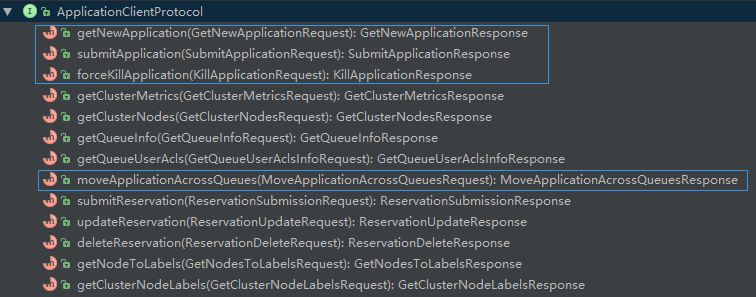 ApplicationClientProtocol
getNewApplication(GetNewApplicationRequest): GetNewApplicationResponse
submitApplication(SubmitApplicationRequest): SubmitApplicationResponse
forceKillApplication(KillApplicationRequest): KillApplicationResponse
getClusterMetrics(GetClusterMetricsRequest): GetClusterMetricsResponse
getClusterNodes(GetClusterNodesRequest): GetClusterNodesResponse
getQueueInfo(GetQueueInfoRequest): GetQueueInfoResponse
getQueueUserAcls(GetQueueUserAclsInfoRequest): GetQueueUserAclsInfoResponse
moveApplicationAcrossQueues(MoveApplicationAcrossQueuesRequest): MoveApplicationAcrossQueuesResponse
submitReservation(ReservationSubmissionRequest): ReservationSubmissionResponse
updateReservation(ReservationUpdateRequest): ReservationUpdateResponse
deleteReservation(ReservationDeleteRequest): ReservationDeleteResponse
getNodeToLabels(GetNodesToLabelsRequest): GetNodesToLabelsResponse
getClusterNodeLabels(GetClusterNodeLabelsRequest): GetClusterNodeLabelsResponse